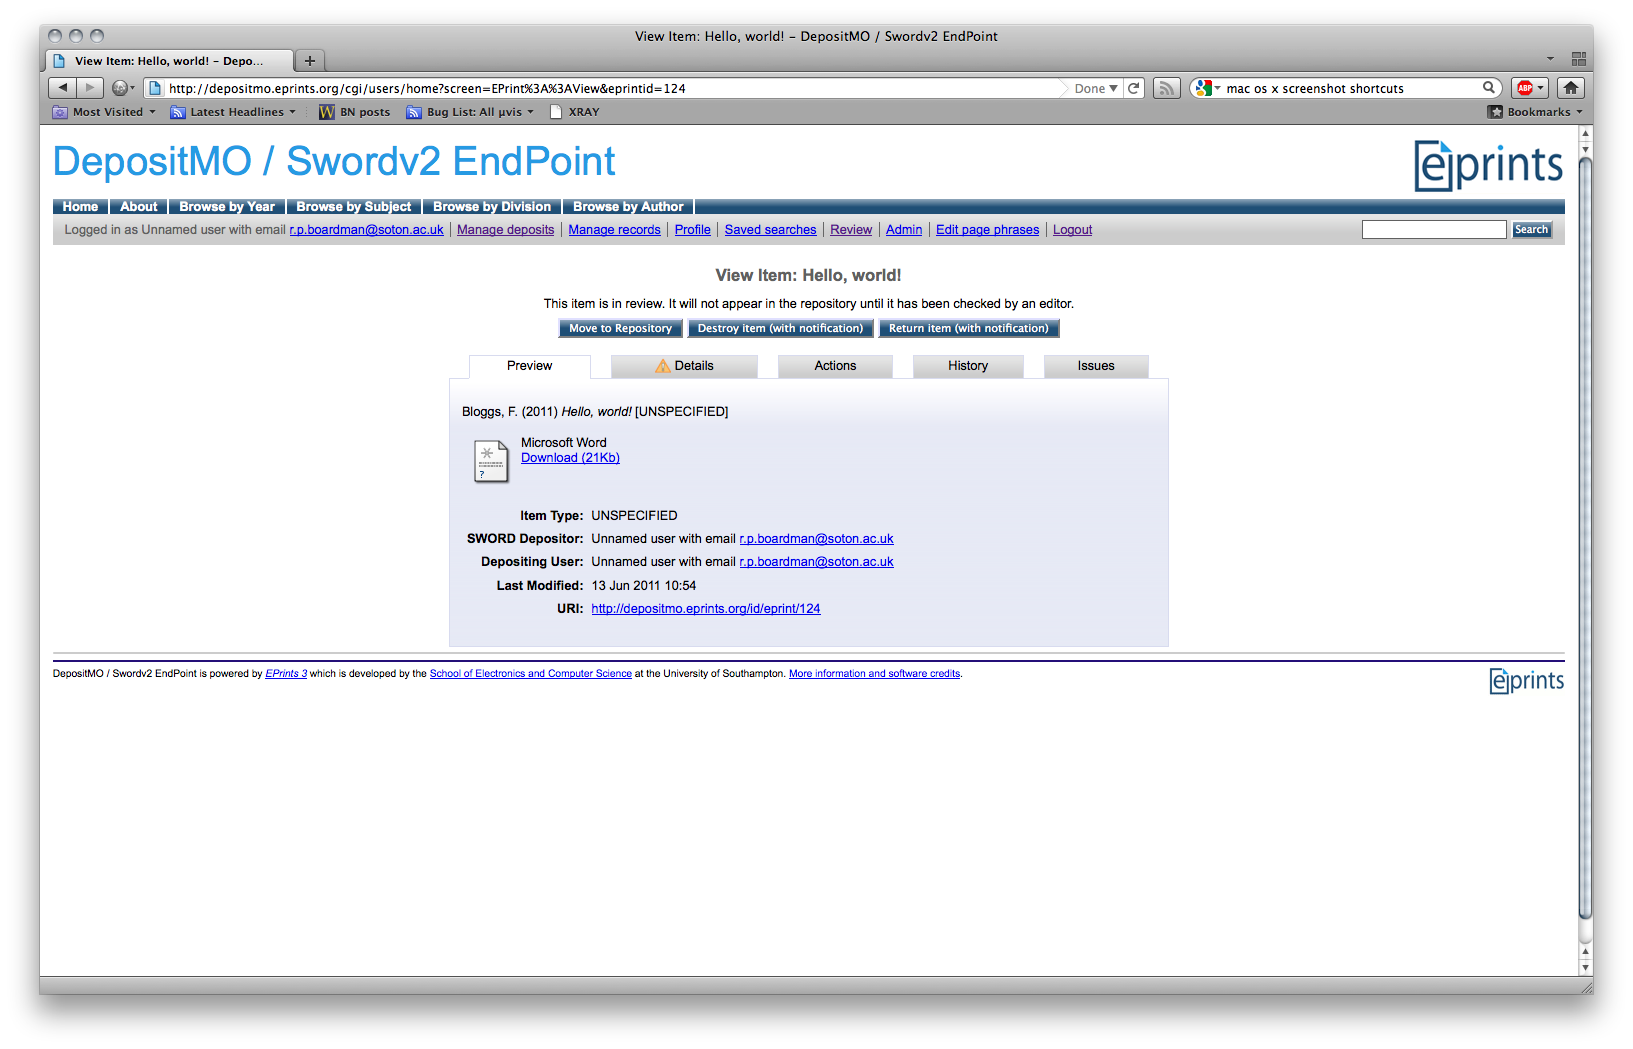 View Item: Hello, world! – DepositMO / Swordv2 EndPoint
View Item: Hello, world! – Depo...
http://depositmo.eprints.org/cgi/users/home?screen=EPrint%3A%3AView&eprintid=124 Done mac os x screenshot shortcuts ABP
Most Visited Latest Headlines W BN posts Bug List: All μvis XRAY Bookmarks
DepositMO / Swordv2 EndPoint eprints
Home About Browse by Year Browse by Subject Browse by Division Browse by Author
Logged in as Unnamed user with email r.p.boardman@soton.ac.uk | Manage deposits | Manage records | Profile | Saved searches | Review | Admin | Edit page phrases | Logout Search
View Item: Hello, world!
This item is in review. It will not appear in the repository until it has been checked by an editor.
Move to Repository Destroy item (with notification) Return item (with notification)
Preview Details Actions History Issues
Bloggs, F. (2011) Hello, world! [UNSPECIFIED]
Microsoft Word
Download (21Kb)
?
Item Type: UNSPECIFIED
SWORD Depositor: Unnamed user with email r.p.boardman@soton.ac.uk
Depositing User: Unnamed user with email r.p.boardman@soton.ac.uk
Last Modified: 13 Jun 2011 10:54
URI: http://depositmo.eprints.org/id/eprint/124
DepositMO / Swordv2 EndPoint is powered by EPrints 3 which is developed by the School of Electronics and Computer Science at the University of Southampton. More information and software credits. eprints